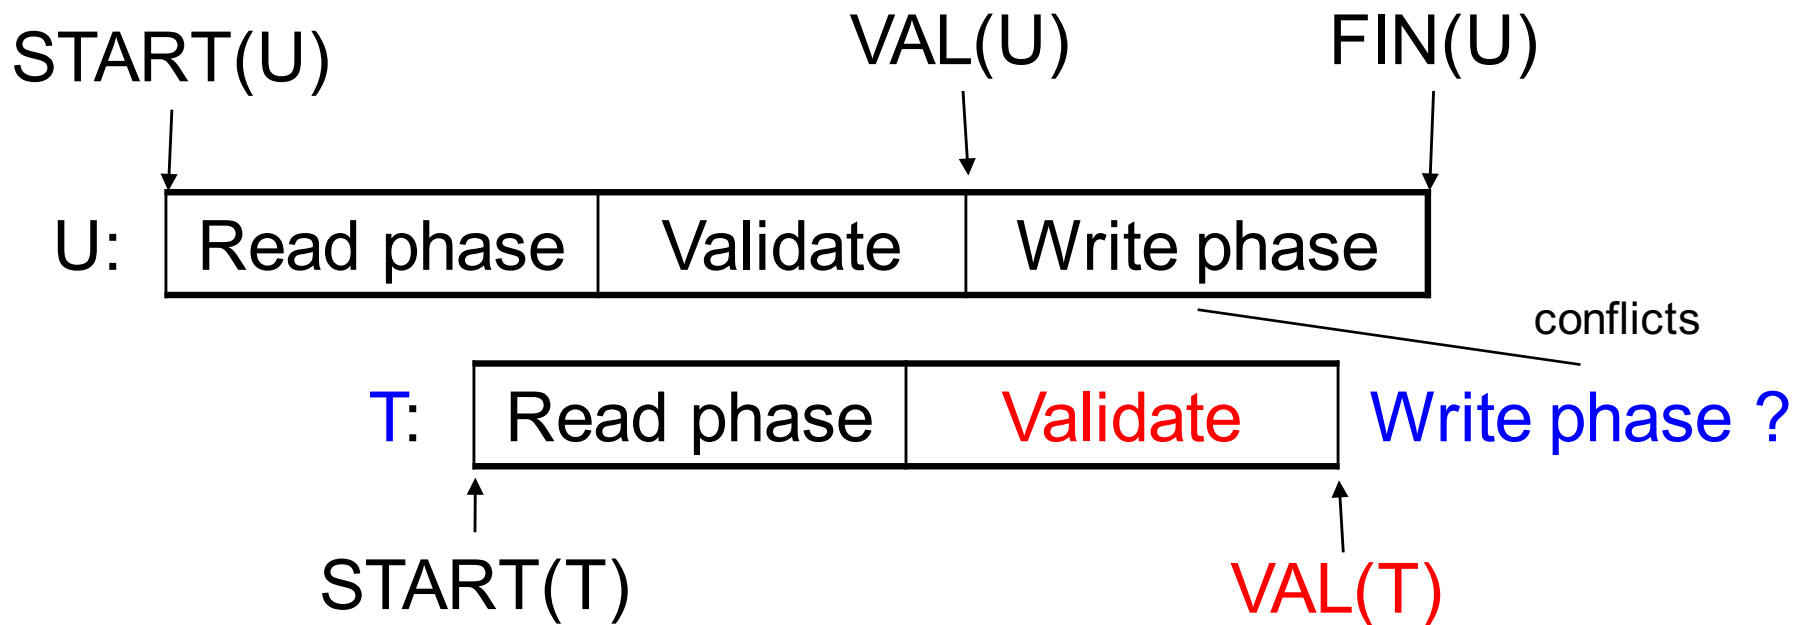 START(U) VAL(U) FIN(U)
U: Read phase Validate Write phase
conflicts
T: Read phase Validate Write phase ?
START(T) VAL(T)